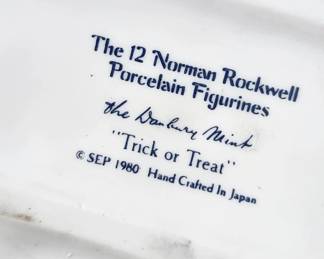 The 12 Norman Rockwell
Porcelain Figurines
the Danbury Mint
"Trick or Treat"
© SEP 1980 Hand Crafted In Japan